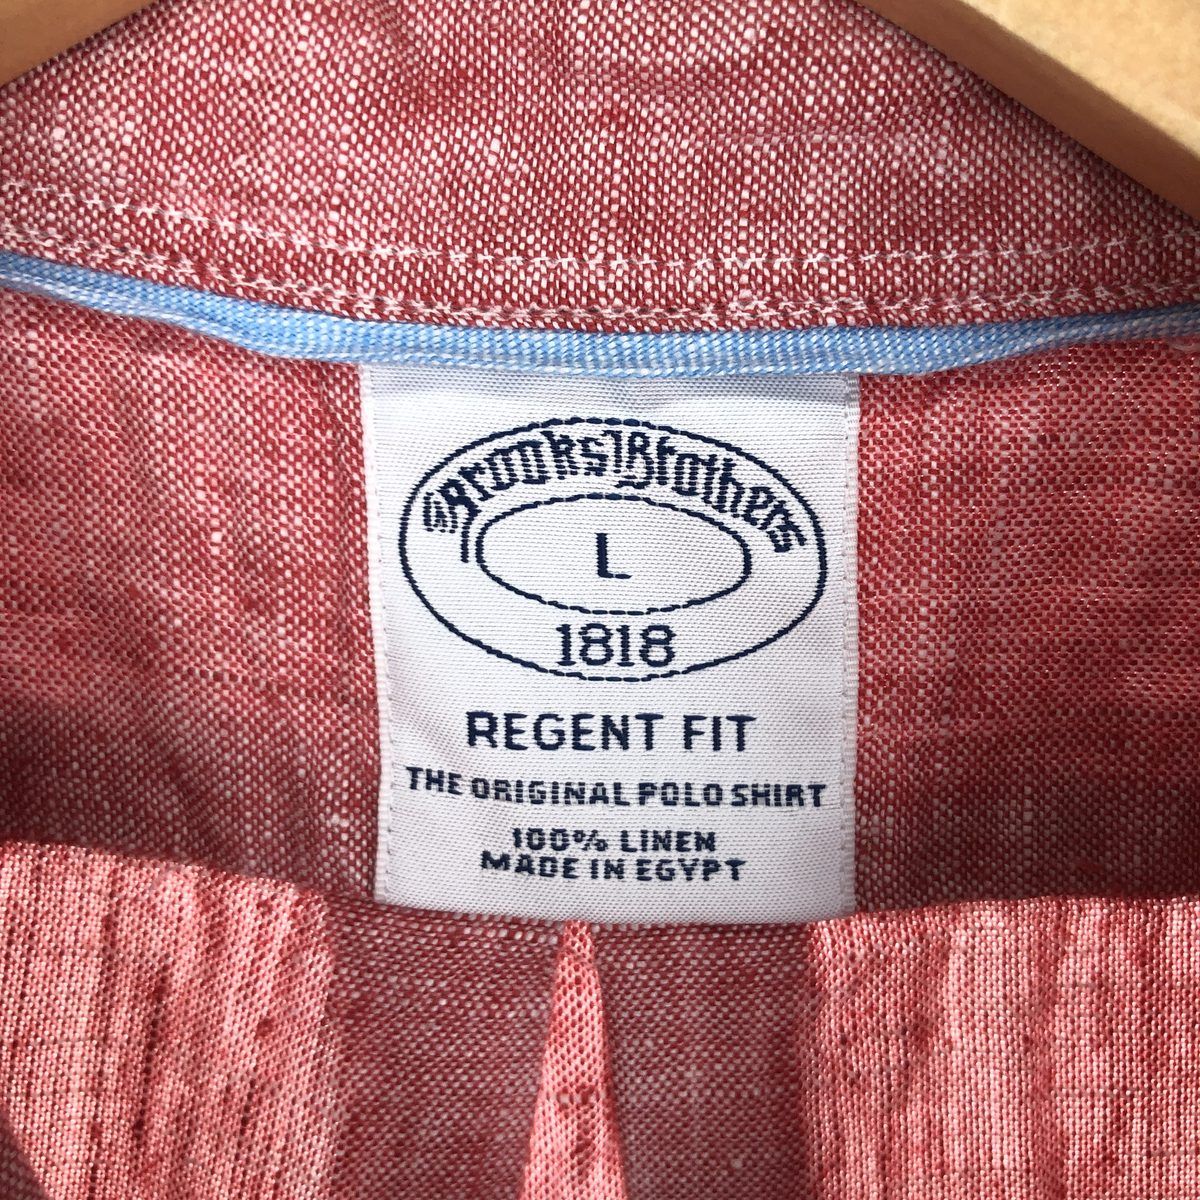 Brooks Brothers
L
1818
REGENT FIT
THE ORIGINAL POLO SHIRT
100% LINEN
MADE IN EGYPT